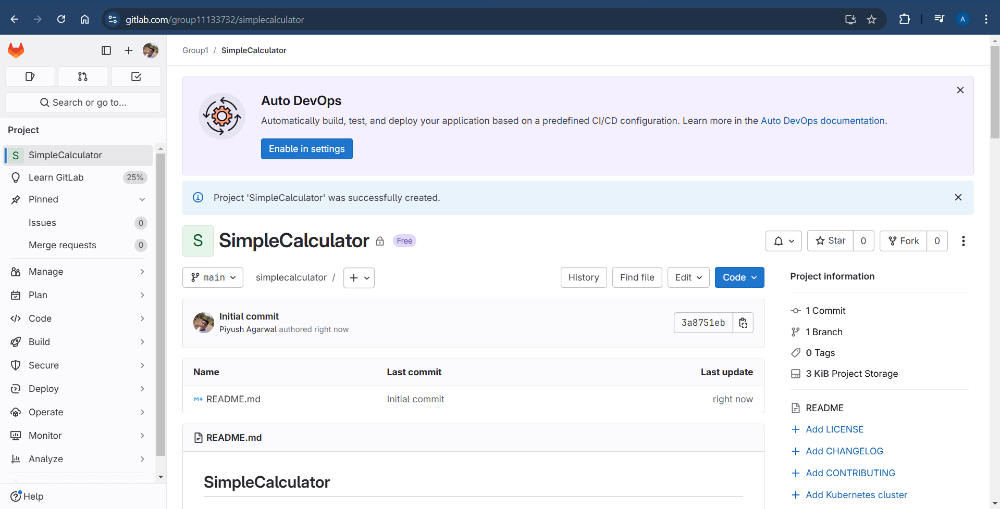 gitlab.com/group11133732/simplecalculator
A
Group1 / SimpleCalculator
Search or go to...
Project
S SimpleCalculator
Learn GitLab 25%
Pinned
Issues 0
Merge requests 0
Manage
Plan
Code
Build
Secure
Deploy
Operate
Monitor
Analyze
Help
Auto DevOps
Automatically build, test, and deploy your application based on a predefined CI/CD configuration. Learn more in the Auto DevOps documentation.
Enable in settings
Project 'SimpleCalculator' was successfully created.
S SimpleCalculator Free
Star 0 Fork 0
main simplecalculator / History Find file Edit Code
Initial commit
Piyush Agarwal authored right now
3a8751eb
Name Last commit Last update
README.md Initial commit right now
README.md
SimpleCalculator
Project information
1 Commit
1 Branch
0 Tags
3 KiB Project Storage
README
Add LICENSE
Add CHANGELOG
Add CONTRIBUTING
Add Kubernetes cluster